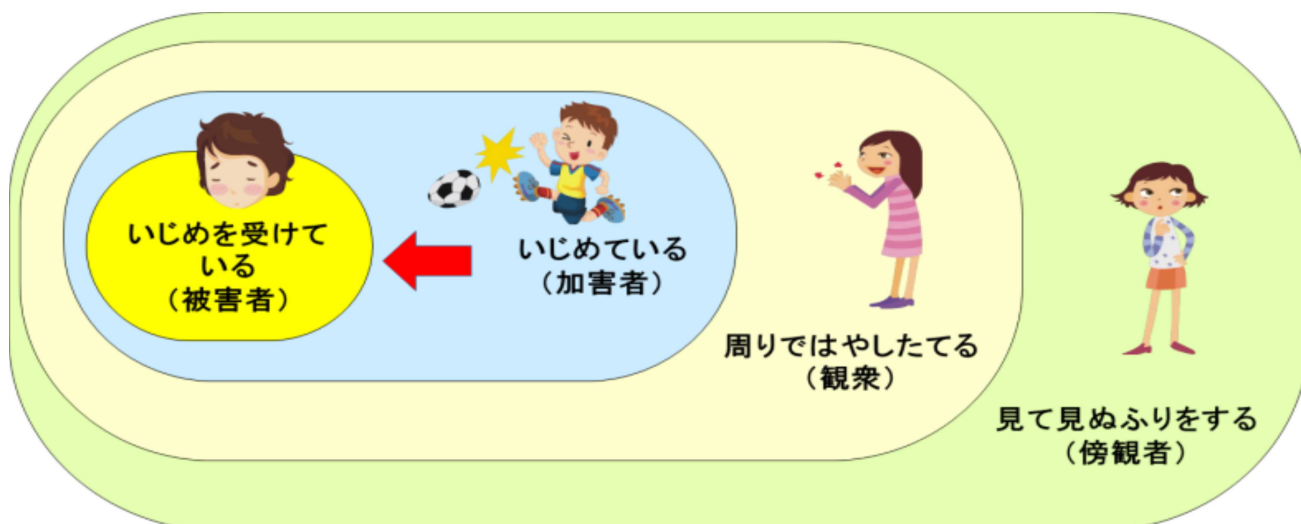 いじめを受けて
いる
（被害者）
いじめている
（加害者）
周りではやしたてる
（観衆）
見て見ぬふりをする
（傍観者）